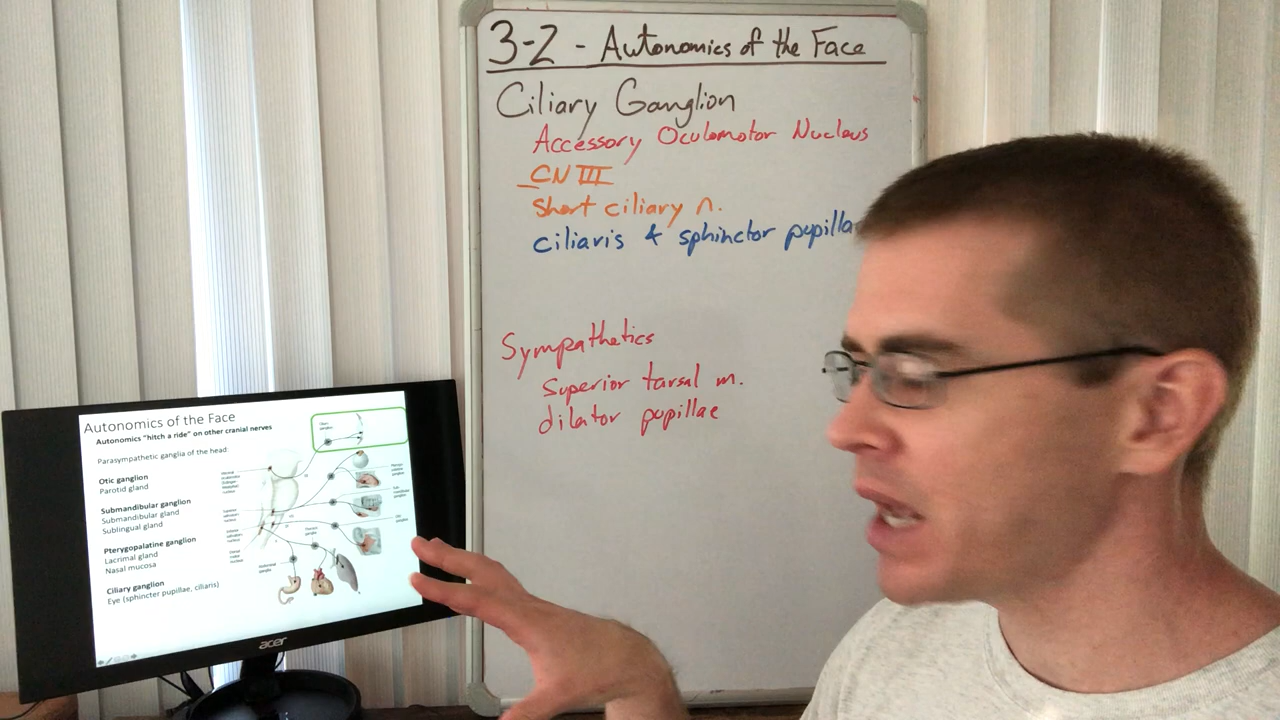 3-2 - Autonomics of the Face
Ciliary Ganglion
Accessory Oculomotor Nucleus
CN III
Short ciliary n.
ciliaris & sphinctor pupillae
Sympathetics
Superior tarsal m.
dilator pupillae
Autonomics of the Face
Autonomics "hitch a ride" on other cranial nerves
Parasympathetic ganglia of the head:
Otic ganglion
Parotid gland
Submandibular ganglion
Submandibular gland
Sublingual gland
Pterygopalatine ganglion
Lacrimal gland
Nasal mucosa
Ciliary ganglion
Eye (sphincter pupillae, ciliaris)
acer